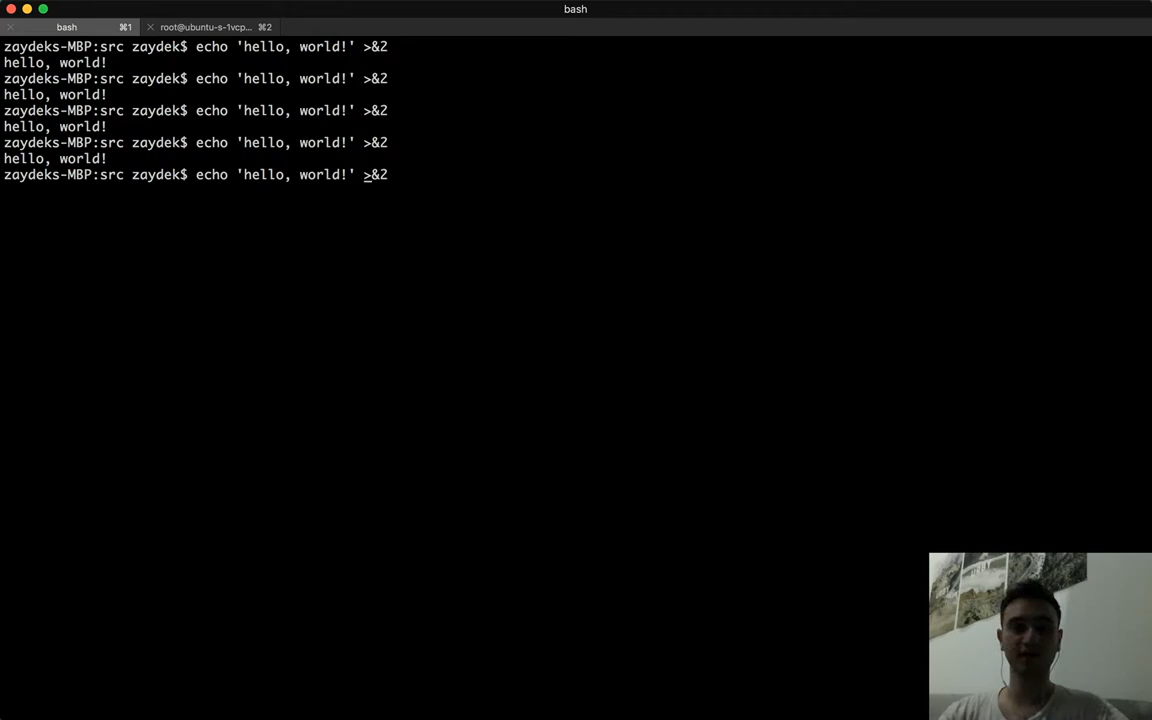 bash
bash ⌘1 root@ubuntu-s-1vcp... ⌘2
zaydeks-MBP:src zaydek$ echo 'hello, world!' >&2
hello, world!
zaydeks-MBP:src zaydek$ echo 'hello, world!' >&2
hello, world!
zaydeks-MBP:src zaydek$ echo 'hello, world!' >&2
hello, world!
zaydeks-MBP:src zaydek$ echo 'hello, world!' >&2
hello, world!
zaydeks-MBP:src zaydek$ echo 'hello, world!' >&2